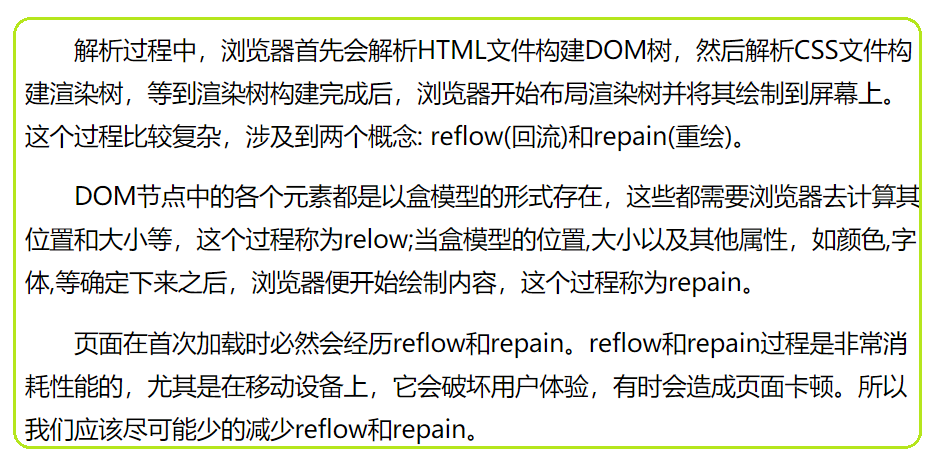 解析过程中，浏览器首先会解析HTML文件构建DOM树，然后解析CSS文件构
建渲染树，等到渲染树构建完成后，浏览器开始布局渲染树并将其绘制到屏幕上。
这个过程比较复杂，涉及到两个概念: reflow(回流)和repain(重绘)。
DOM节点中的各个元素都是以盒模型的形式存在，这些都需要浏览器去计算其
位置和大小等，这个过程称为relow;当盒模型的位置,大小以及其他属性，如颜色,字
体,等确定下来之后，浏览器便开始绘制内容，这个过程称为repain。
页面在首次加载时必然会经历reflow和repain。reflow和repain过程是非常消
耗性能的，尤其是在移动设备上，它会破坏用户体验，有时会造成页面卡顿。所以
我们应该尽可能少的减少reflow和repain。